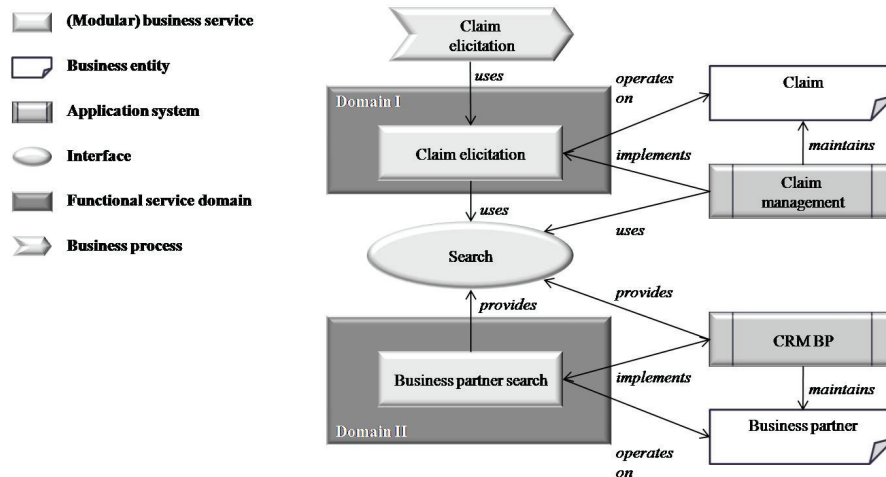 (Modular) business service
Business entity
Application system
Interface
Functional service domain
Business process
Claim
elicitation
uses
operates
on
Claim
Domain I
Claim elicitation
implements
maintains
Claim
management
uses
uses
Search
provides
provides
CRM BP
Business partner search
implements
maintains
Domain II
Business partner
operates
on